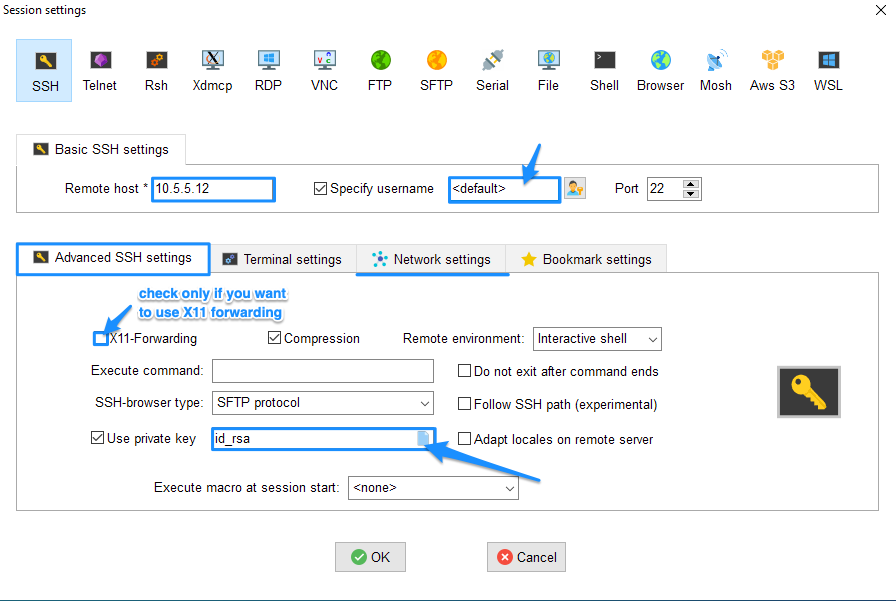 Session settings
SSH Telnet Rsh Xdmcp RDP VNC FTP SFTP Serial File Shell Browser Mosh Aws S3 WSL
Basic SSH settings
Remote host * 10.5.5.12 Specify username <default> Port 22
Advanced SSH settings Terminal settings Network settings Bookmark settings
check only if you want
to use X11 forwarding
X11-Forwarding Compression Remote environment: Interactive shell
Execute command: Do not exit after command ends
SSH-browser type: SFTP protocol Follow SSH path (experimental)
Use private key id_rsa Adapt locales on remote server
Execute macro at session start: <none>
OK Cancel